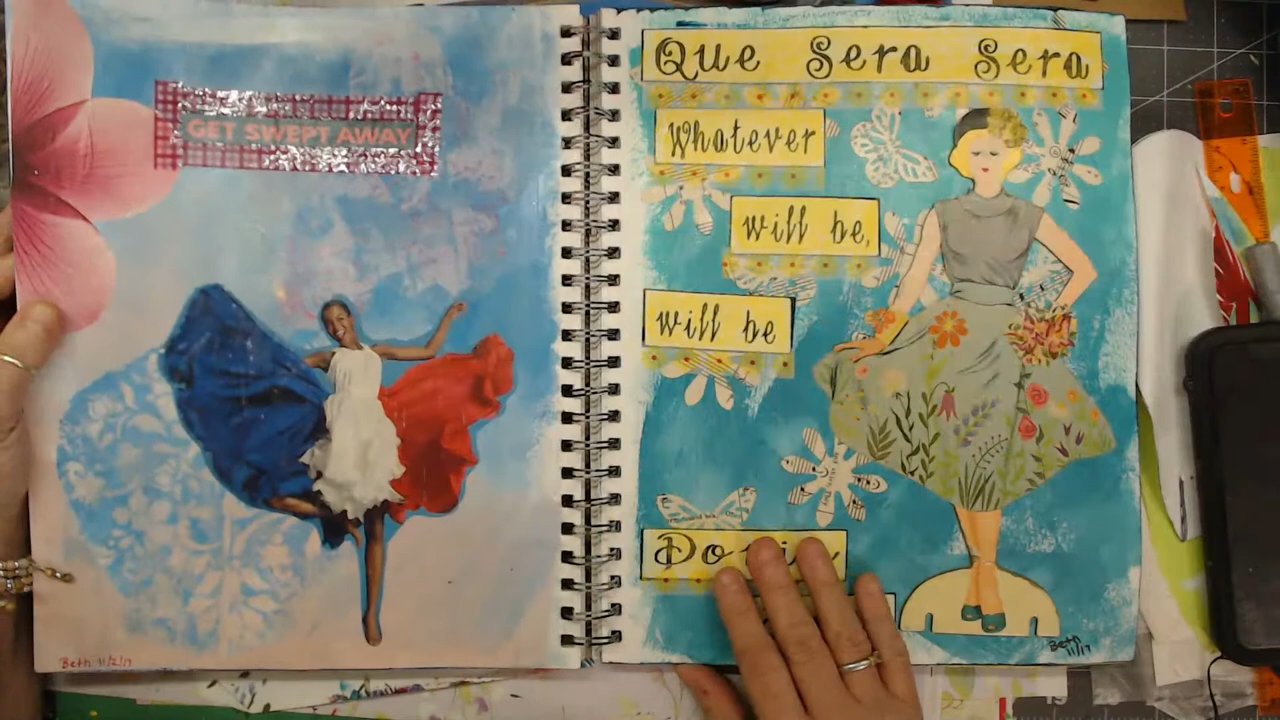 GET SWEPT AWAY
Beth 11/2/17
Que Sera Sera
Whatever
will be,
will be
Beth
11/17